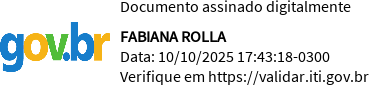 Documento assinado digitalmente
gov.br
FABIANA ROLLA
Data: 10/10/2025 17:43:18-0300
Verifique em https://validar.iti.gov.br